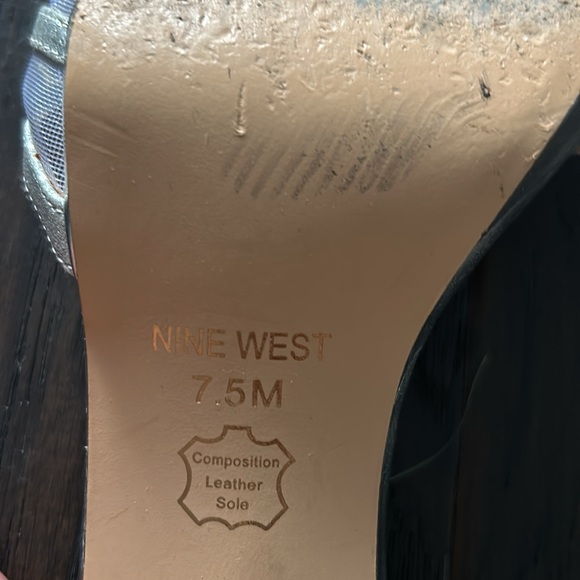 NINE WEST
7.5M
Composition
Leather
Sole